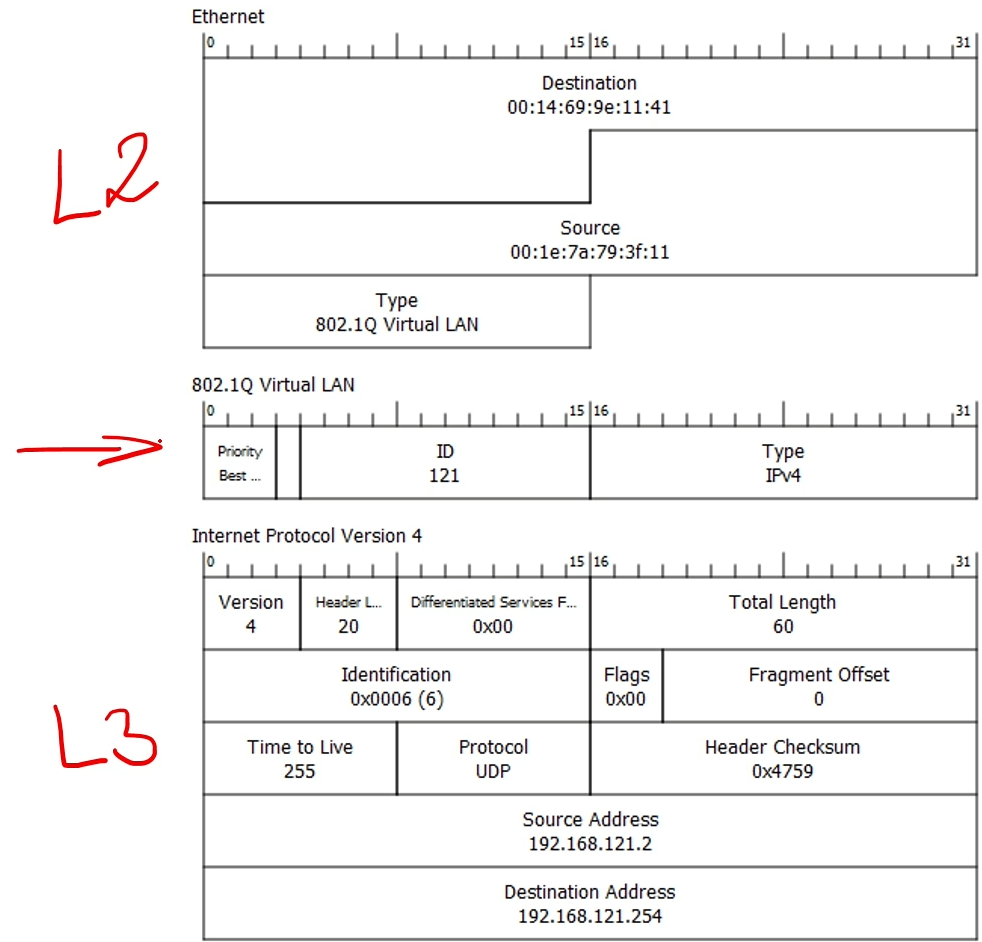 Ethernet
0 15 16 31
Destination
00:14:69:9e:11:41
L2
Source
00:1e:7a:79:3f:11
Type
802.1Q Virtual LAN
802.1Q Virtual LAN
0 15 16 31
Priority ID Type
Best ... 121 IPv4
Internet Protocol Version 4
0 15 16 31
Version Header L... Differentiated Services F... Total Length
4 20 0x00 60
Identification Flags Fragment Offset
0x0006 (6) 0x00 0
L3
Time to Live Protocol Header Checksum
255 UDP 0x4759
Source Address
192.168.121.2
Destination Address
192.168.121.254